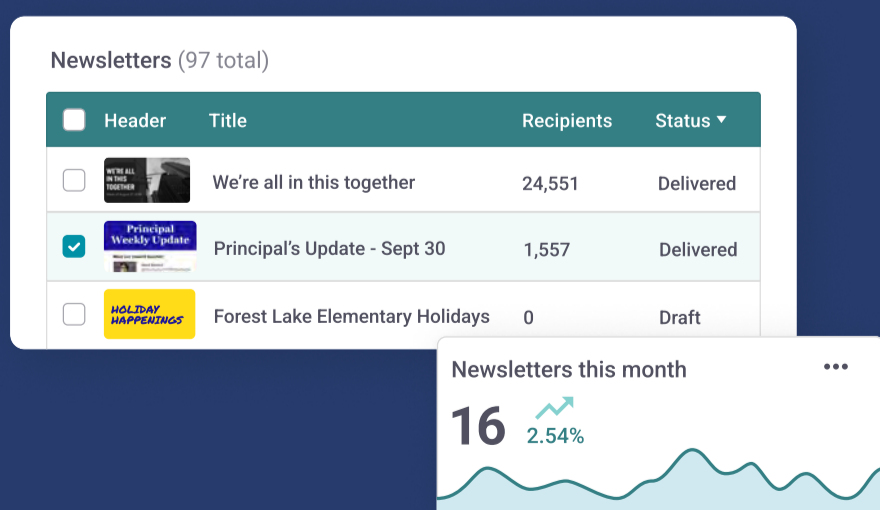 Newsletters (97 total)
Header Title Recipients Status
WE'RE ALL
IN THIS
TOGETHER
We're all in this together 24,551 Delivered
Principal
Weekly Update
Principal's Update - Sept 30 1,557 Delivered
HOLIDAY
HAPPENINGS
Forest Lake Elementary Holidays 0 Draft
Newsletters this month
16
2.54%